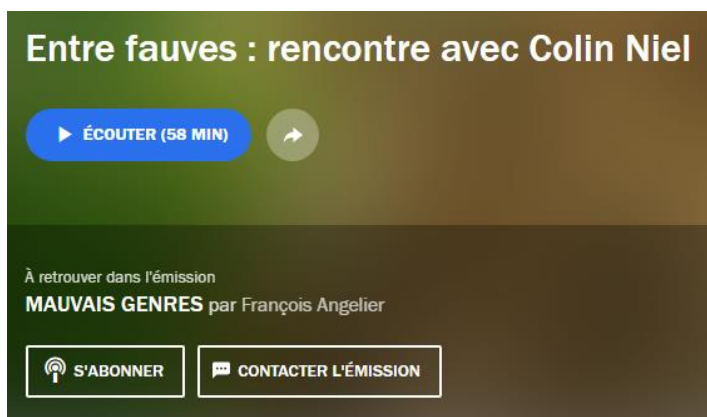 Entre fauves : rencontre avec Colin Niel
ÉCOUTER (58 MIN)
À retrouver dans l'émission
MAUVAIS GENRES par François Angelier
S'ABONNER
CONTACTER L'ÉMISSION